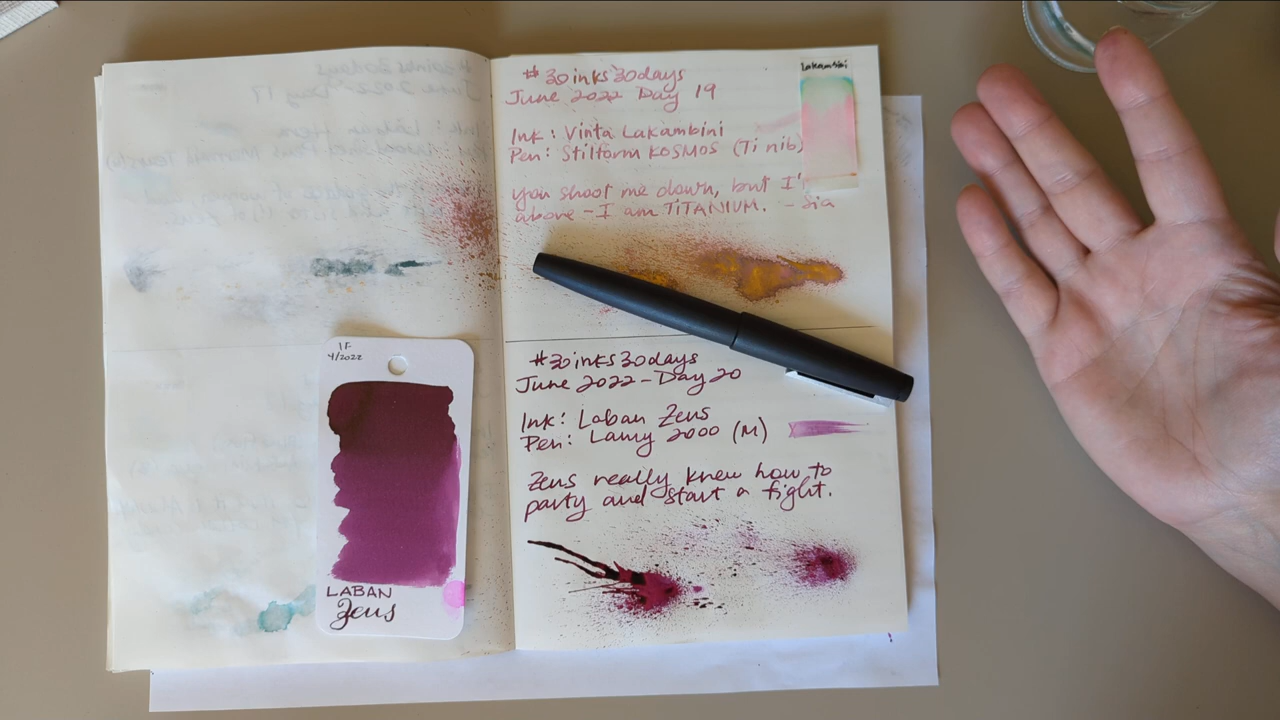 #30inks30days
June 2022 Day 19
Ink: Vinta Lakambini
Pen: Stilform KOSMOS (Ti nib)
you shoot me down, but I'
above - I am TITANIUM. - Sia
Lakambini
#30inks30days
June 2022 - Day 20
Ink: Laban Zeus
Pen: Lamy 2000 (M)
Zeus really knew how to
party and start a fight.
IF
4/2022
LABAN
Zeus